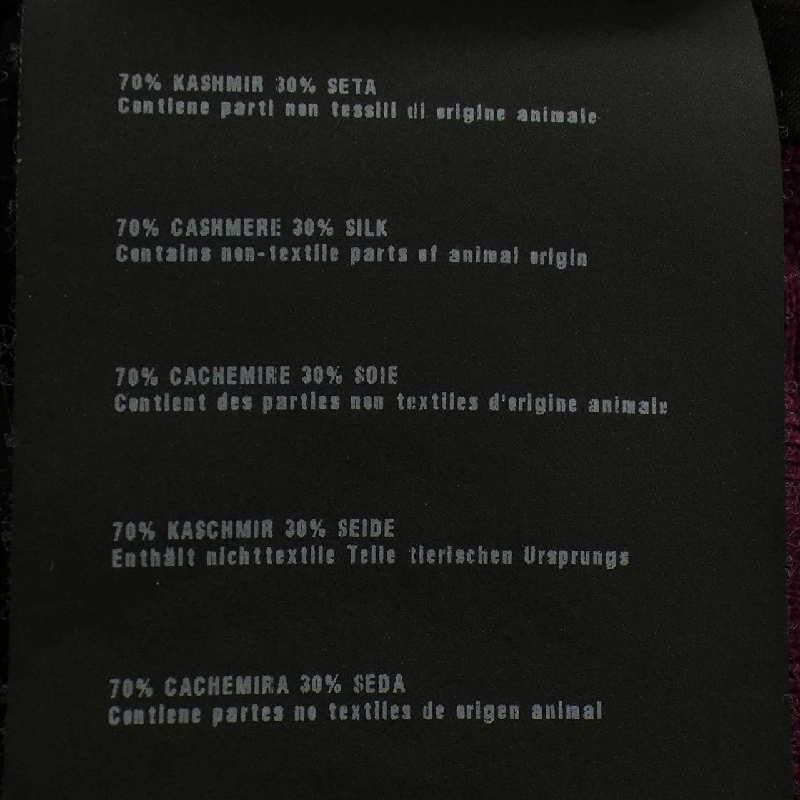 70% KASHMIR 30% SETA
Contiene parti non tessili di origine animale
70% CASHMERE 30% SILK
Contains non-textile parts of animal origin
70% CACHEMIRE 30% SOIE
Contient des parties non textiles d'origine animale
70% KASCHMIR 30% SEIDE
Enthält nichttextile Teile tierischen Ursprungs
70% CACHEMIRA 30% SEDA
Contiene partes no textiles de origen animal